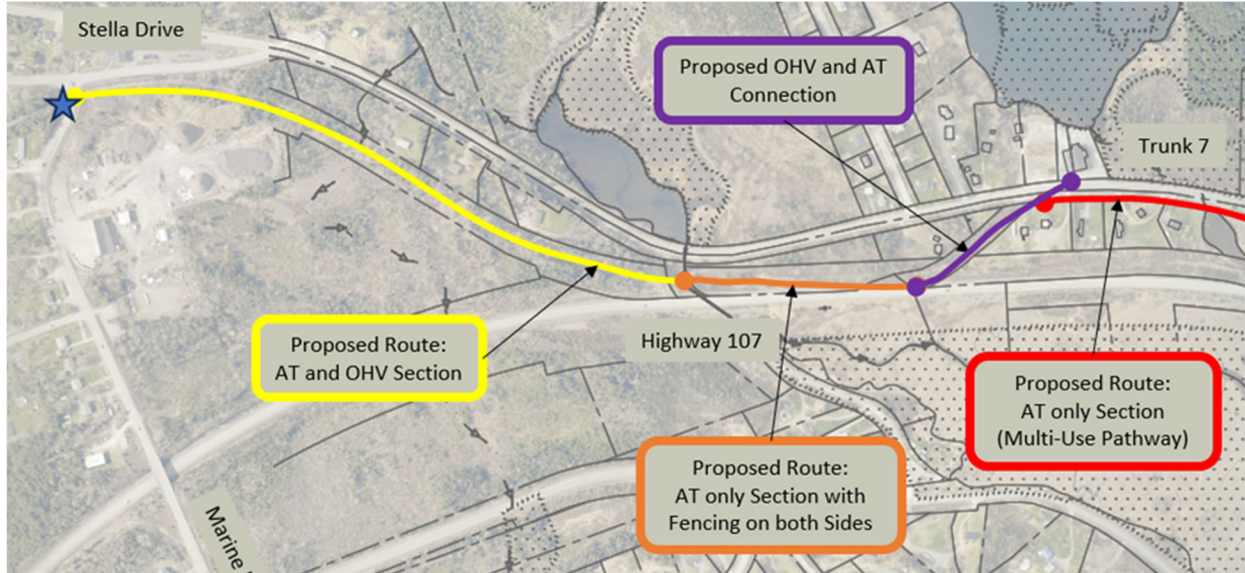 Stella Drive
Proposed OHV and AT
Connection
Trunk 7
Highway 107
Proposed Route:
AT and OHV Section
Proposed Route:
AT only Section
(Multi-Use Pathway)
Proposed Route:
AT only Section with
Fencing on both Sides
Marine